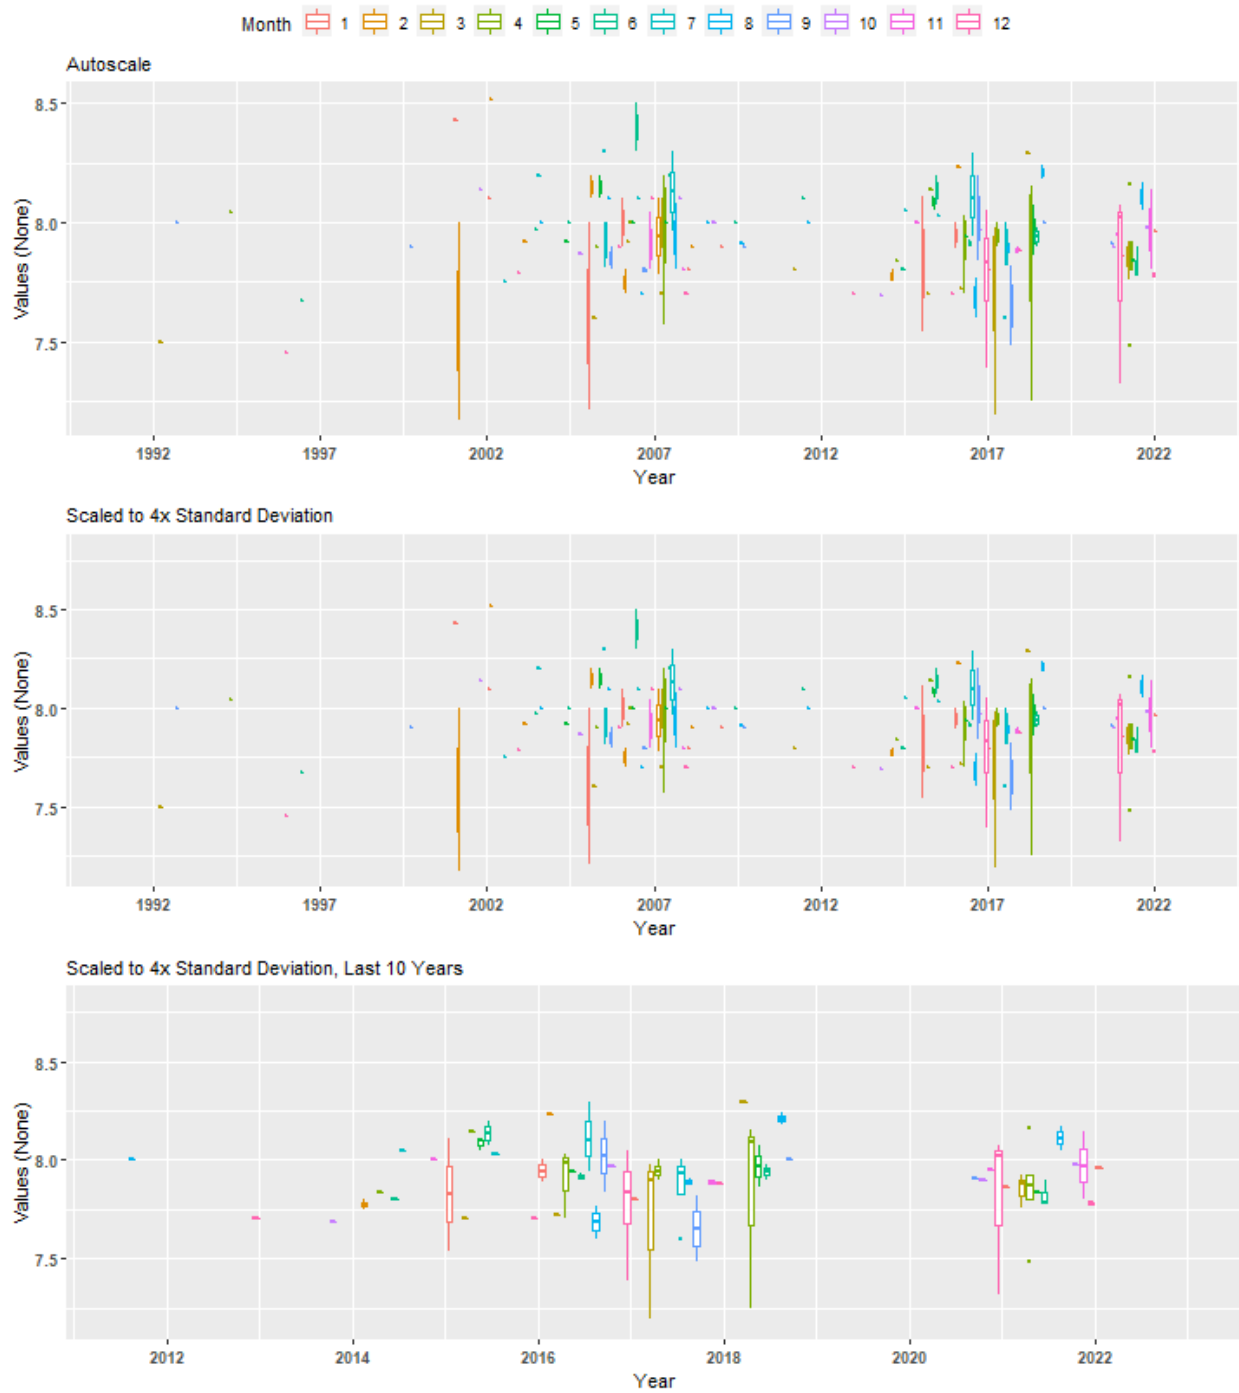 Month 1 2 3 4 5 6 7 8 9 10 11 12
Autoscale
8.5
8.0
7.5
Values (None)
1992 1997 2002 2007 2012 2017 2022
Year
Scaled to 4x Standard Deviation
8.5
8.0
7.5
Values (None)
1992 1997 2002 2007 2012 2017 2022
Year
Scaled to 4x Standard Deviation, Last 10 Years
8.5
8.0
7.5
Values (None)
2012 2014 2016 2018 2020 2022
Year